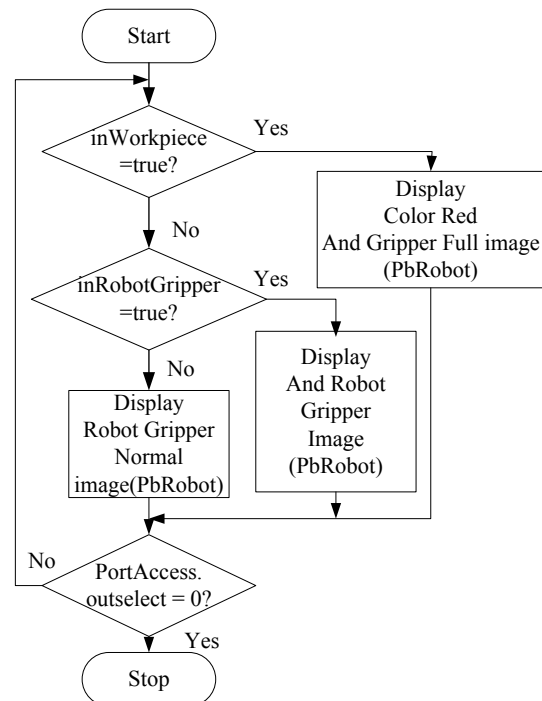 Start
inWorkpiece
=true?
Yes
Display
Color Red
And Gripper Full image
(PbRobot)
No
inRobotGripper
=true?
Yes
Display
And Robot
Gripper
Image
(PbRobot)
No
Display
Robot Gripper
Normal
image(PbRobot)
No
PortAccess.
outselect = 0?
Yes
Stop